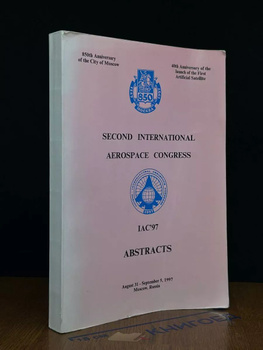 850th Anniversary
of the City of Moscow
40th Anniversary of the
launch of the First
Artificial Satellite
850
SECOND INTERNATIONAL
AEROSPACE CONGRESS
IAC'97
ABSTRACTS
August 31 - September 5, 1997
Moscow, Russia